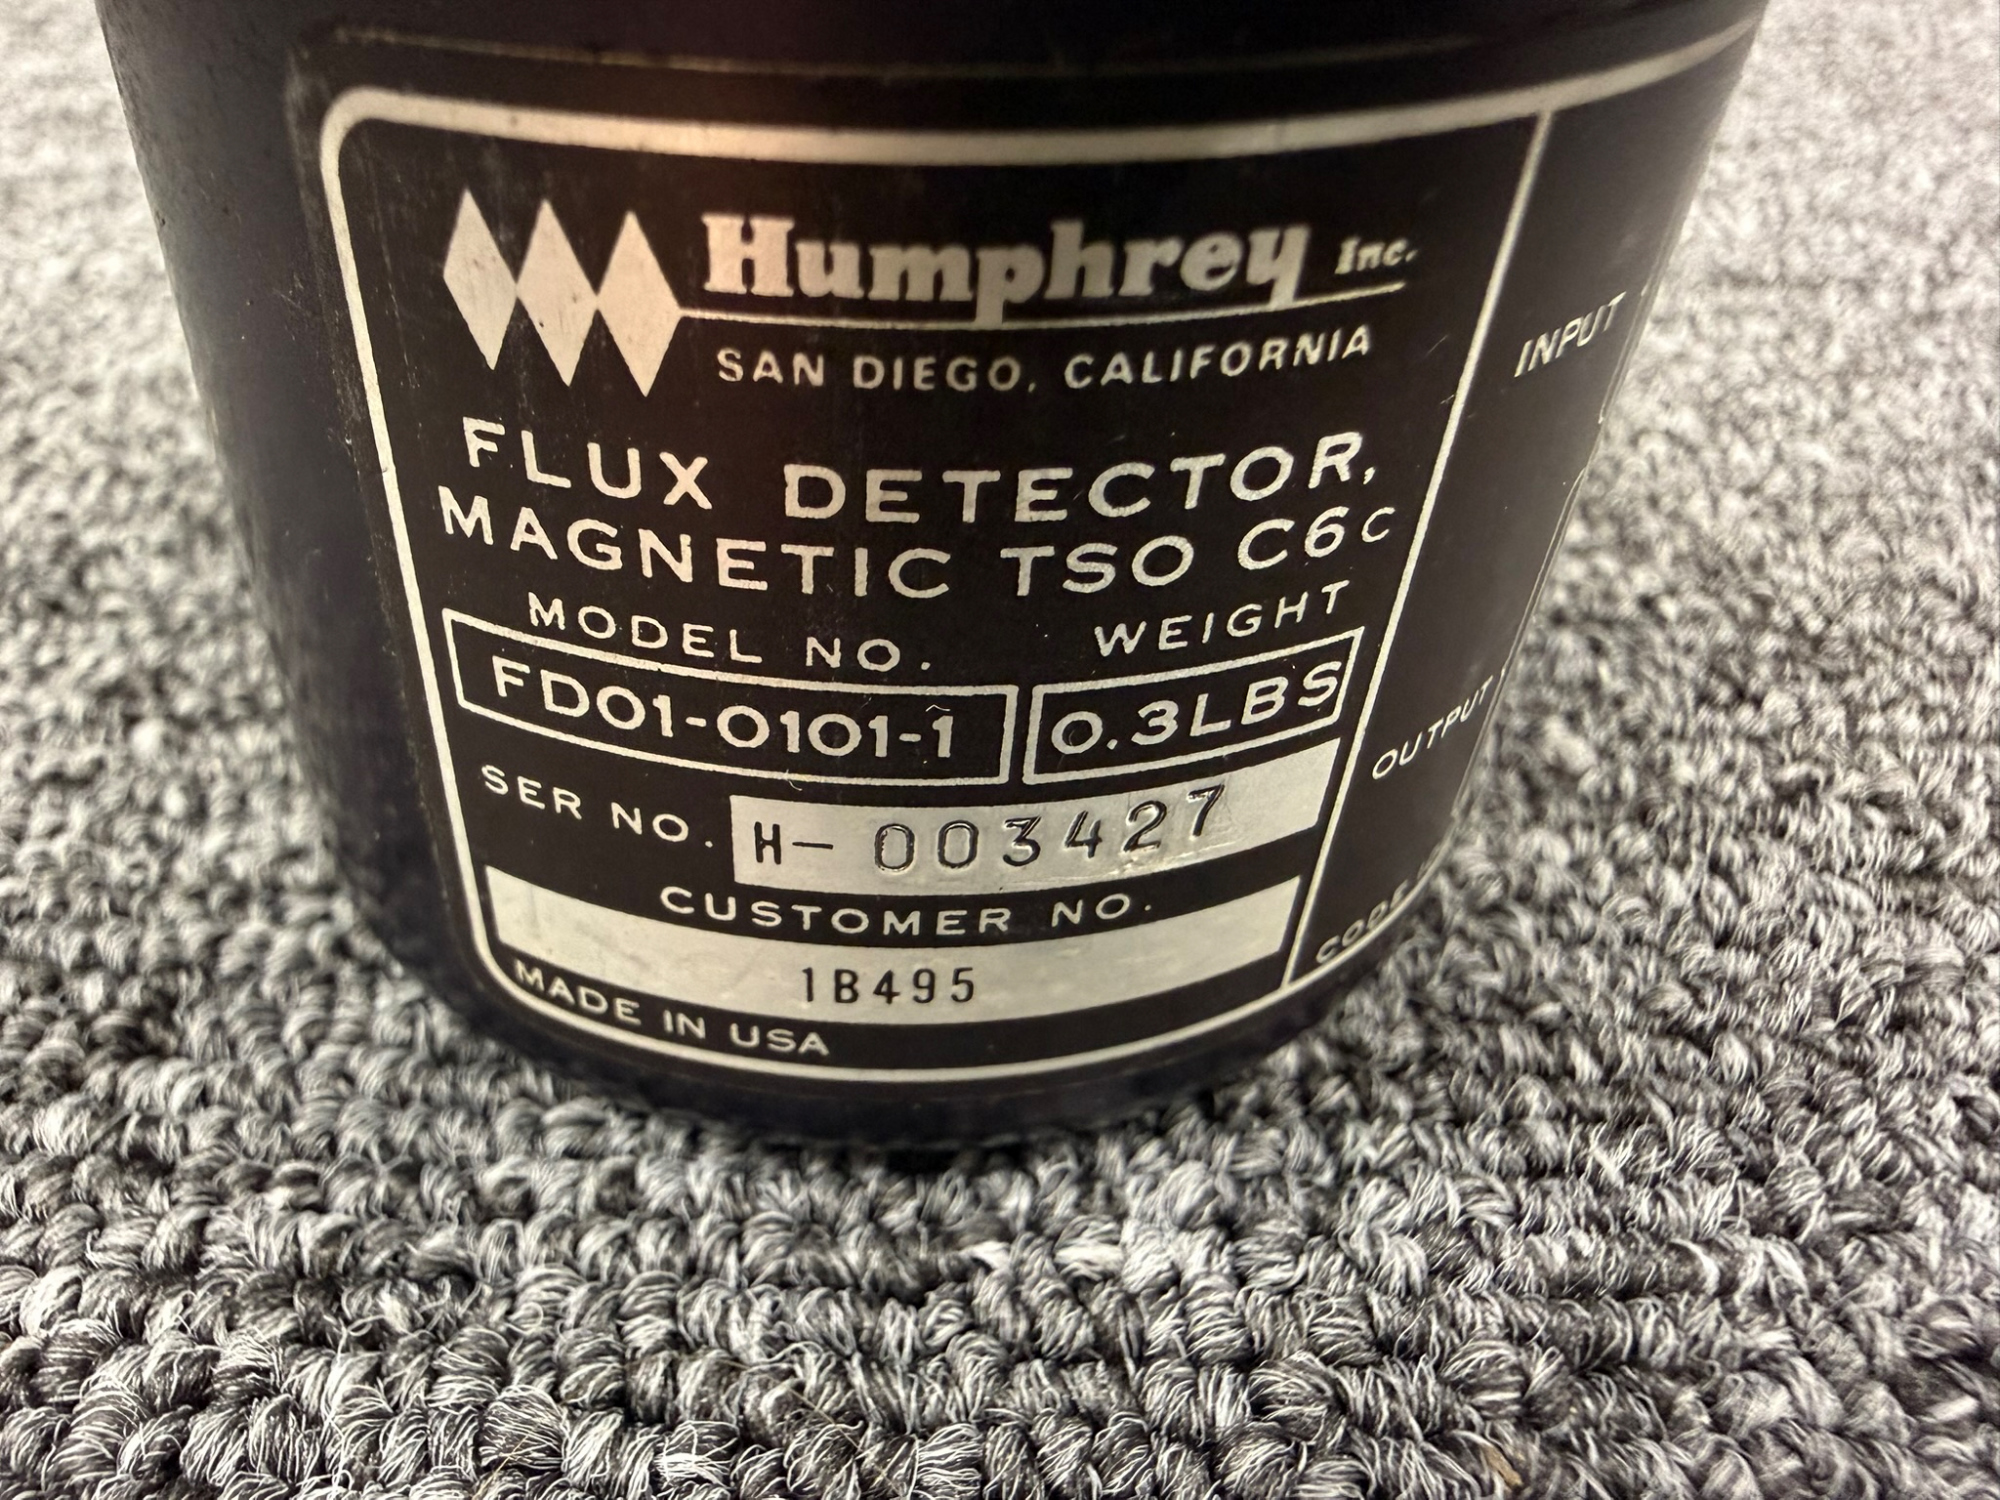 Humphrey Inc.
SAN DIEGO, CALIFORNIA
FLUX DETECTOR,
MAGNETIC TSO C6c
MODEL NO. WEIGHT
FD01-0101-1 0.3LBS
SER NO. H-003427
CUSTOMER NO.
1B495
MADE IN USA
INPUT
OUTPUT
CODE